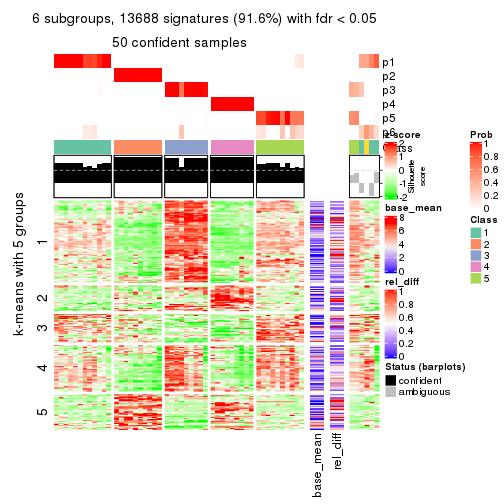 6 subgroups, 13688 signatures (91.6%) with fdr < 0.05
50 confident samples
p1
p2
p3
p4
p5
p6
z-score
2
1
0
-1
-2
Class
Silhouette
score
Prob
1
0.8
0.6
0.4
0.2
0
Class
1
2
3
4
5
base_mean
8
6
4
2
0
rel_diff
1
0.8
0.6
0.4
0.2
0
Status (barplots)
confident
ambiguous
k-means with 5 groups
1
2
3
4
5
base_mean
rel_diff